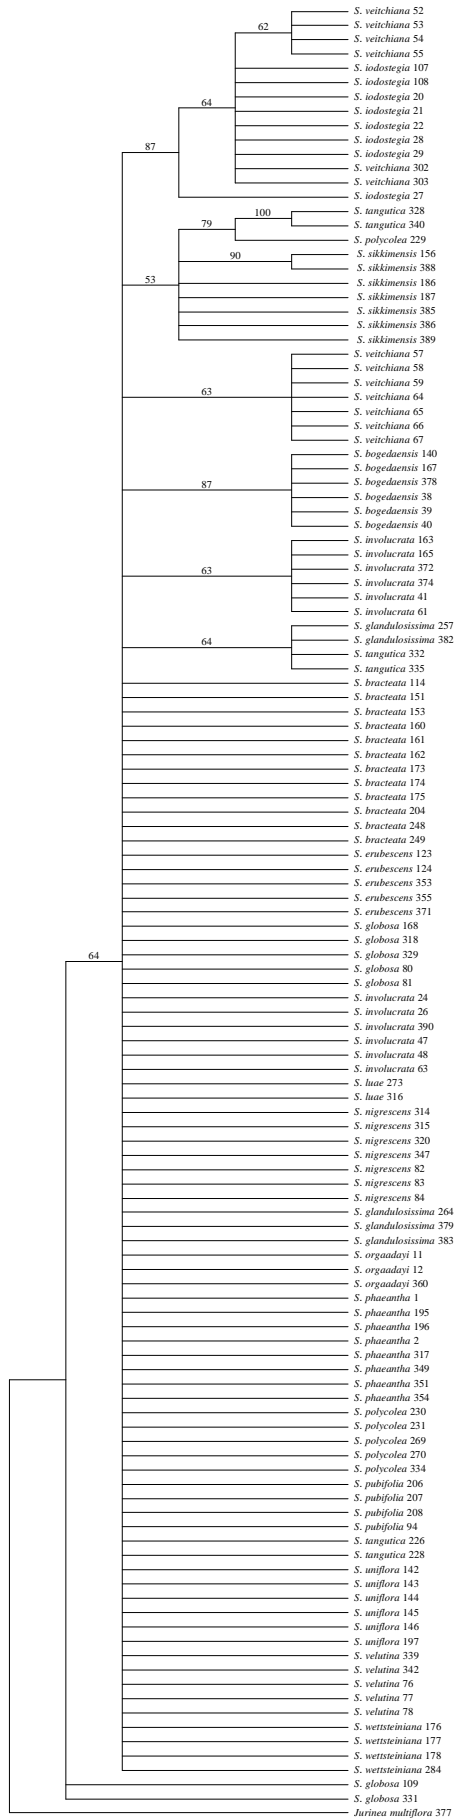 S. veitchiana 52
62
S. veitchiana 53
S. veitchiana 54
S. veitchiana 55
S. iodostegia 107
S. iodostegia 108
64
S. iodostegia 20
S. iodostegia 21
S. iodostegia 22
S. iodostegia 28
87
S. iodostegia 29
S. veitchiana 302
S. veitchiana 303
S. iodostegia 27
100
S. tangutica 328
79
S. tangutica 340
S. polycolea 229
90
S. sikkimensis 156
S. sikkimensis 388
53
S. sikkimensis 186
S. sikkimensis 187
S. sikkimensis 385
S. sikkimensis 386
S. sikkimensis 389
S. veitchiana 57
S. veitchiana 58
S. veitchiana 59
63
S. veitchiana 64
S. veitchiana 65
S. veitchiana 66
S. veitchiana 67
S. bogedaensis 140
S. bogedaensis 167
87
S. bogedaensis 378
S. bogedaensis 38
S. bogedaensis 39
S. bogedaensis 40
S. involucrata 163
S. involucrata 165
63
S. involucrata 372
S. involucrata 374
S. involucrata 41
S. involucrata 61
S. glandulosissima 257
64
S. glandulosissima 382
S. tangutica 332
S. tangutica 335
S. bracteata 114
S. bracteata 151
S. bracteata 153
S. bracteata 160
S. bracteata 161
S. bracteata 162
S. bracteata 173
S. bracteata 174
S. bracteata 175
S. bracteata 204
S. bracteata 248
S. bracteata 249
S. erubescens 123
S. erubescens 124
S. erubescens 353
S. erubescens 355
S. erubescens 371
S. globosa 168
S. globosa 318
64
S. globosa 329
S. globosa 80
S. globosa 81
S. involucrata 24
S. involucrata 26
S. involucrata 390
S. involucrata 47
S. involucrata 48
S. involucrata 63
S. luae 273
S. luae 316
S. nigrescens 314
S. nigrescens 315
S. nigrescens 320
S. nigrescens 347
S. nigrescens 82
S. nigrescens 83
S. nigrescens 84
S. glandulosissima 264
S. glandulosissima 379
S. glandulosissima 383
S. orgaadayi 11
S. orgaadayi 12
S. orgaadayi 360
S. phaeantha 1
S. phaeantha 195
S. phaeantha 196
S. phaeantha 2
S. phaeantha 317
S. phaeantha 349
S. phaeantha 351
S. phaeantha 354
S. polycolea 230
S. polycolea 231
S. polycolea 269
S. polycolea 270
S. polycolea 334
S. pubifolia 206
S. pubifolia 207
S. pubifolia 208
S. pubifolia 94
S. tangutica 226
S. tangutica 228
S. uniflora 142
S. uniflora 143
S. uniflora 144
S. uniflora 145
S. uniflora 146
S. uniflora 197
S. velutina 339
S. velutina 342
S. velutina 76
S. velutina 77
S. velutina 78
S. wettsteiniana 176
S. wettsteiniana 177
S. wettsteiniana 178
S. wettsteiniana 284
S. globosa 109
S. globosa 331
Jurinea multiflora 377